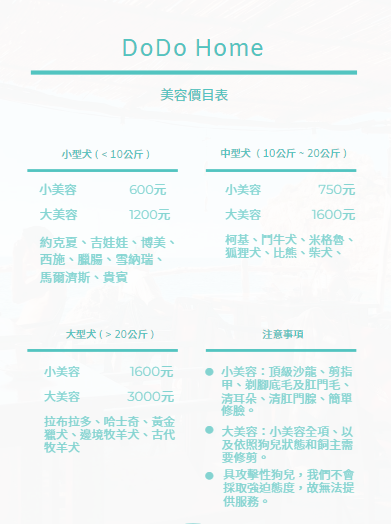 DoDo Home
美容價目表
小型犬 ( < 10公斤 )
小美容 600元
大美容 1200元
約克夏、吉娃娃、博美、
西施、臘腸、雪納瑞、
馬爾濟斯、貴賓
中型犬 ( 10公斤 ~ 20公斤 )
小美容 750元
大美容 1600元
柯基、鬥牛犬、米格魯、
狐狸犬、比熊、柴犬、
大型犬 ( > 20公斤 )
小美容 1600元
大美容 3000元
拉布拉多、哈士奇、黃金
獵犬、邊境牧羊犬、古代
牧羊犬
注意事項
小美容：頂級沙龍、剪指
甲、剃腳底毛及肛門毛、
清耳朵、清肛門腺、簡單
修臉。
大美容：小美容全項、以
及依照狗兒狀態和飼主需
要修剪。
具攻擊性狗兒，我們不會
採取強迫態度，故無法提
供服務。